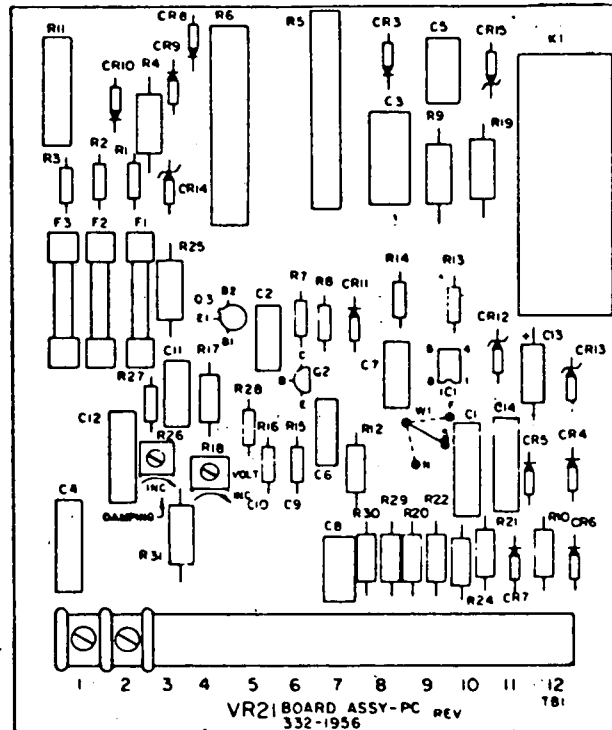 CR8 R6 R5 CR3 C5 CR15 K1
R11 CR9
CR10 R4 C3 R9 R19
R3 R2 R1 CR14
F3 F2 F1
R25
B2
Q3 C2 R7 R8 CR11 R14 R13
E1
B1 CR12 C13
+ CR13
C11 R17 C G2 C7 8 4
R27 B B 1 IC1
E
C12 R28 W1 F C1 C14
R26 R18 R16 R15 R12 S CR5 CR4
VOLT C6 N
INC INC C10 C9
C4 DAMPING
R31 R30 R29 R20 R22 R21 R10 CR6
C8
R24 CR7
1 2 3 4 5 6 7 8 9 10 11 12
TB1
VR21 BOARD ASSY-PC REV
332-1956